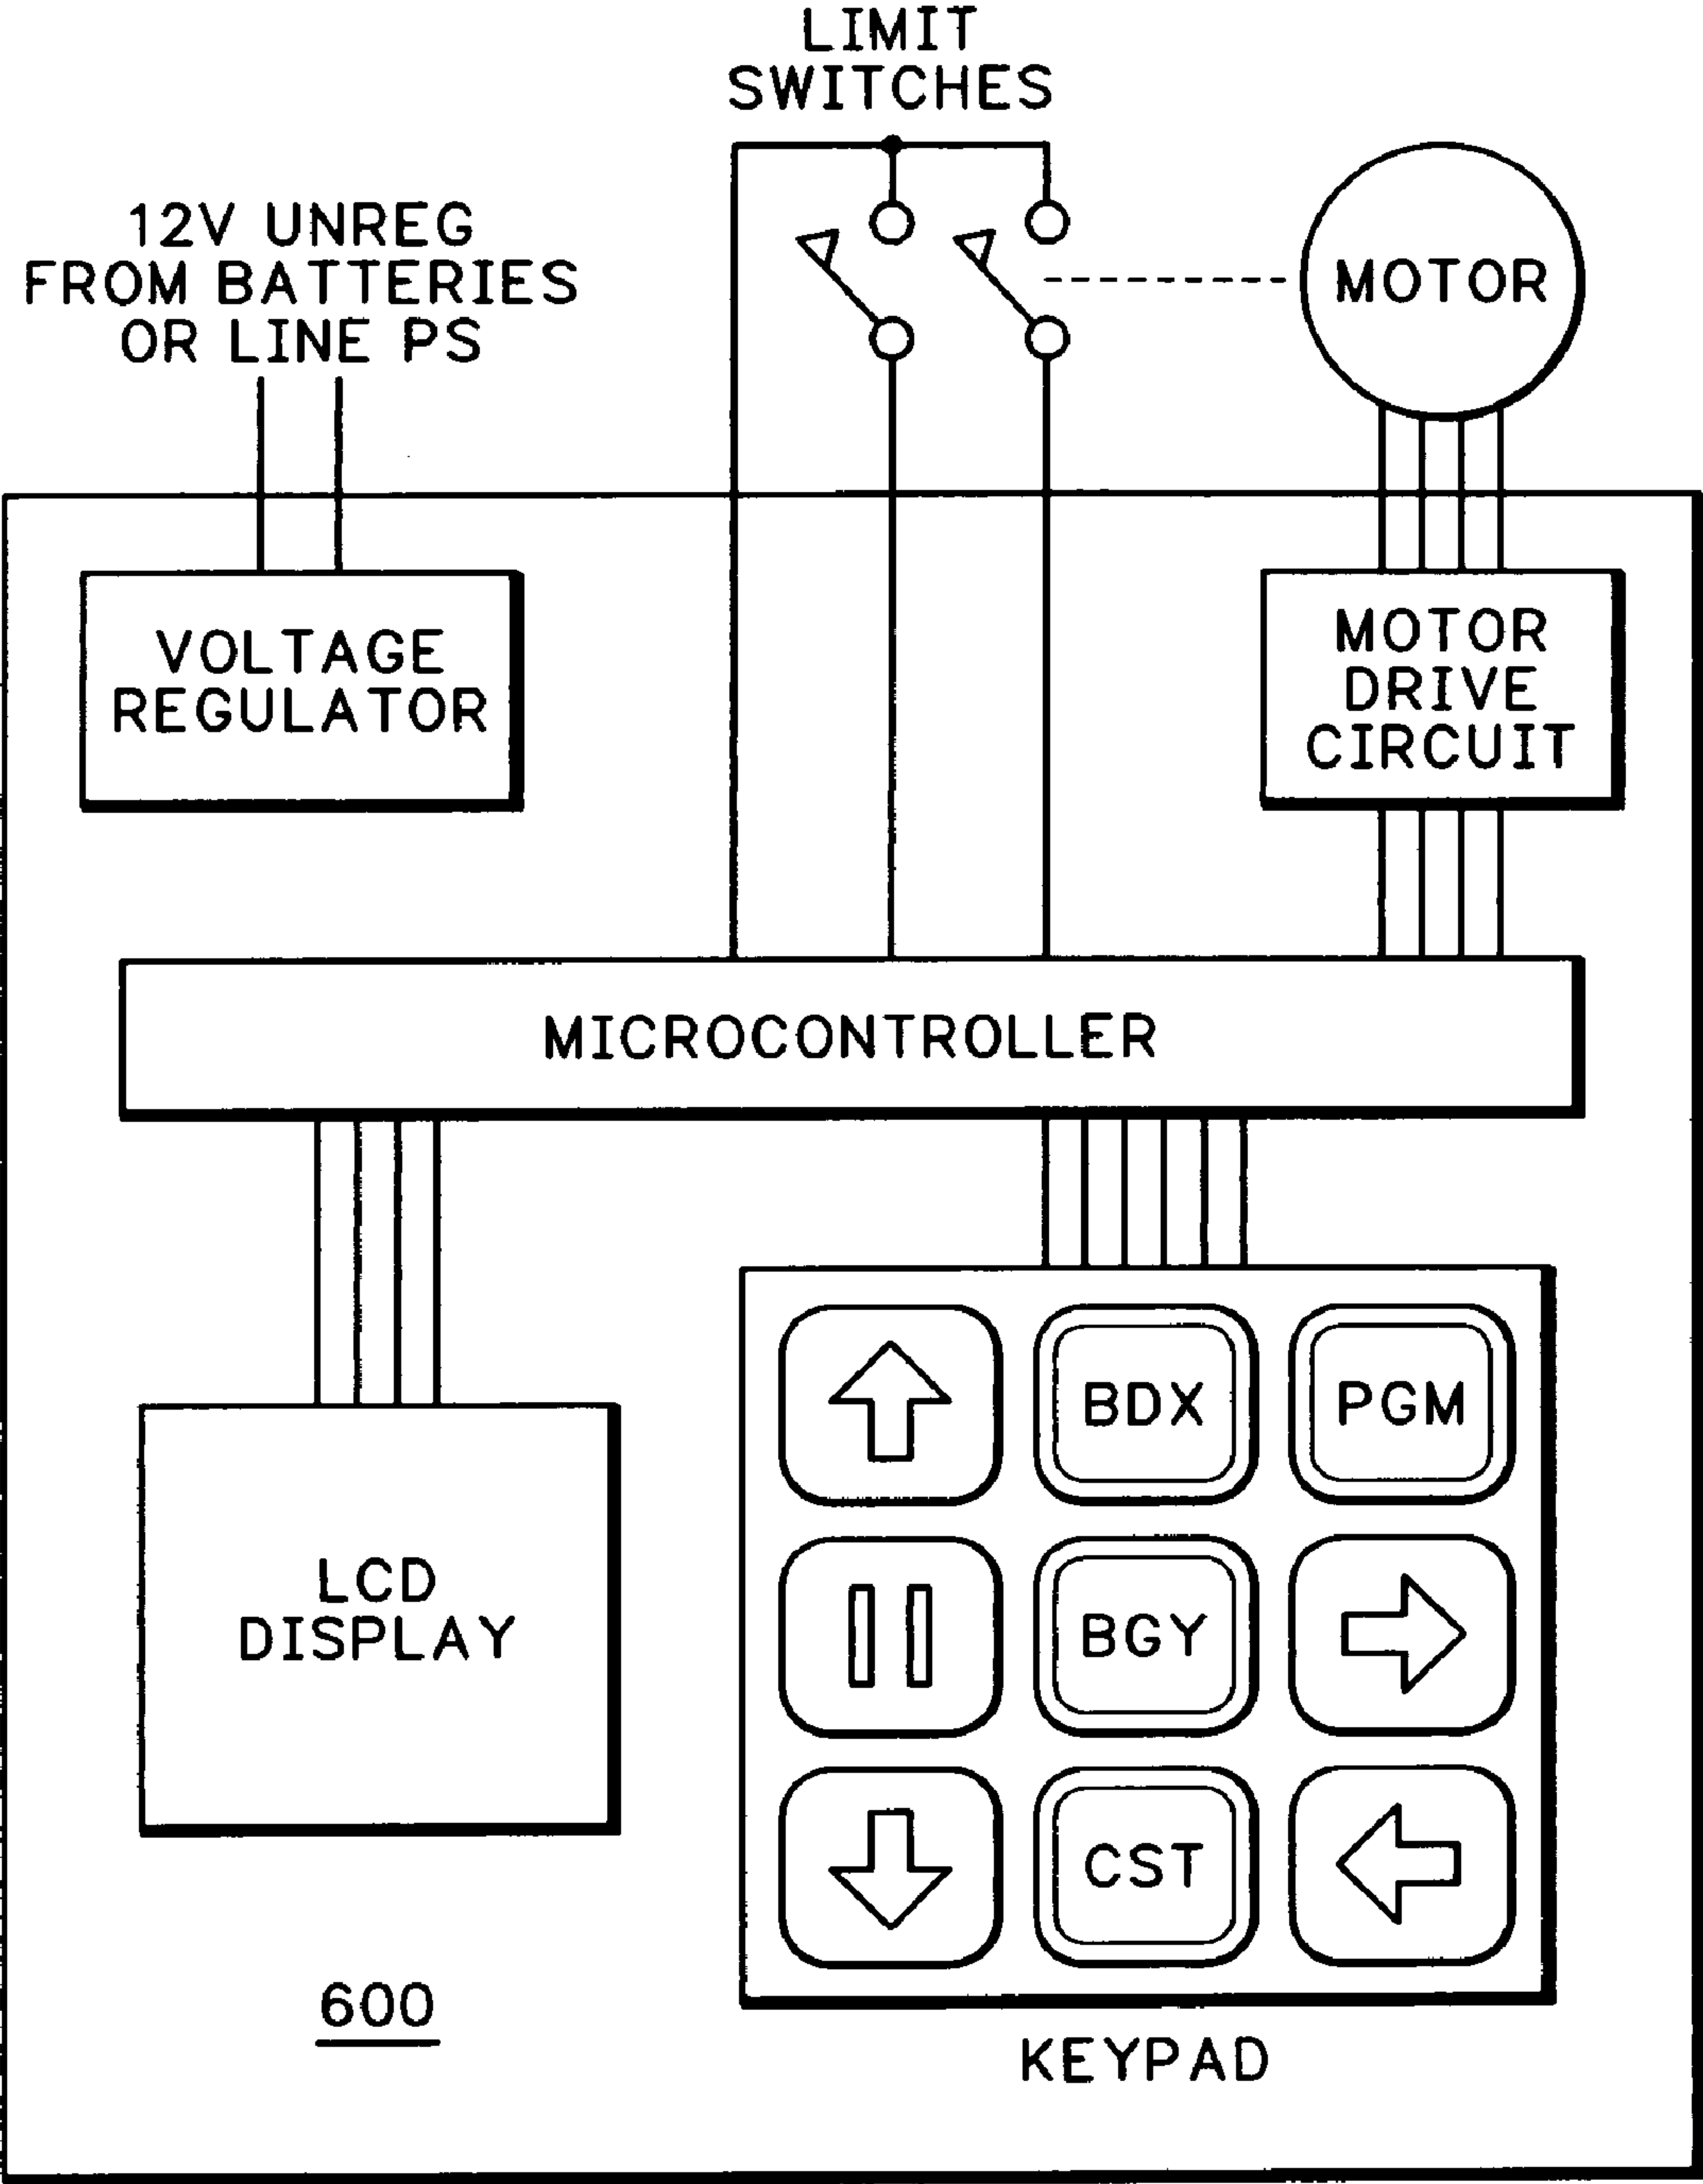 LIMIT
SWITCHES
12V UNREG
FROM BATTERIES
OR LINE PS
MOTOR
VOLTAGE
REGULATOR
MOTOR
DRIVE
CIRCUIT
MICROCONTROLLER
LCD
DISPLAY
BDX
PGM
BGY
CST
600
KEYPAD